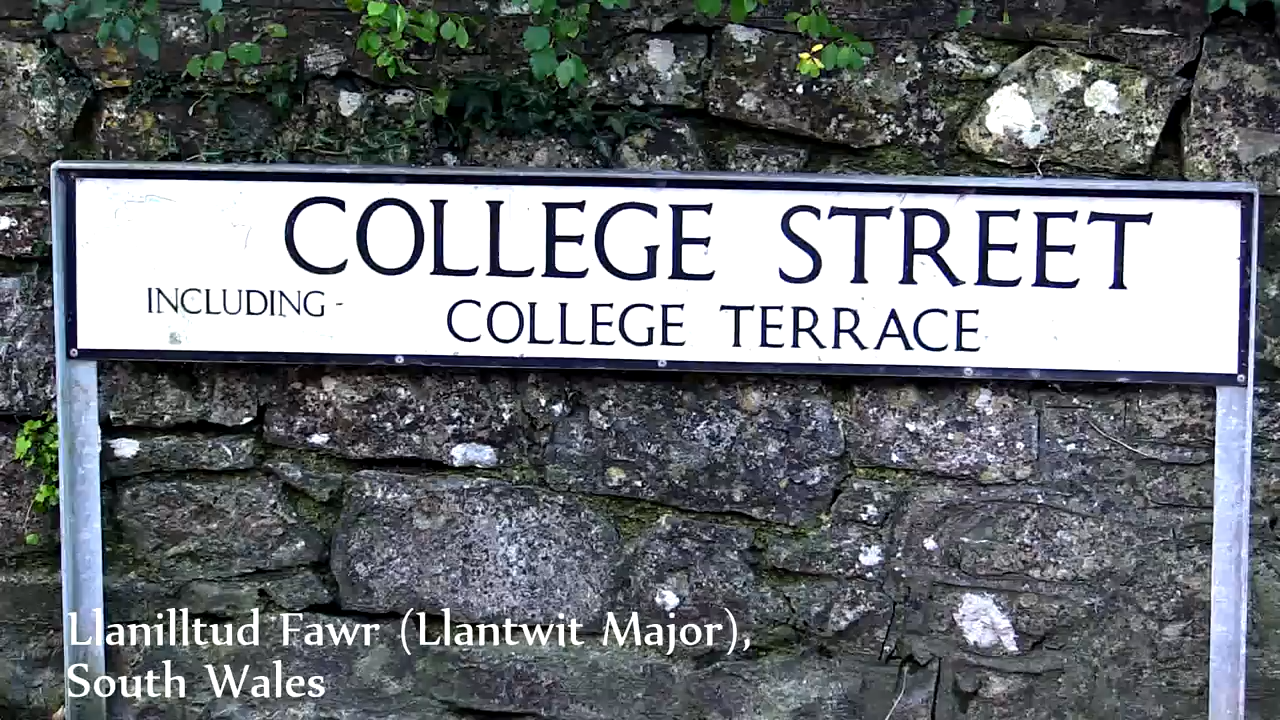 COLLEGE STREET
INCLUDING - COLLEGE TERRACE
Llanilltud Fawr (Llantwit Major),
South Wales